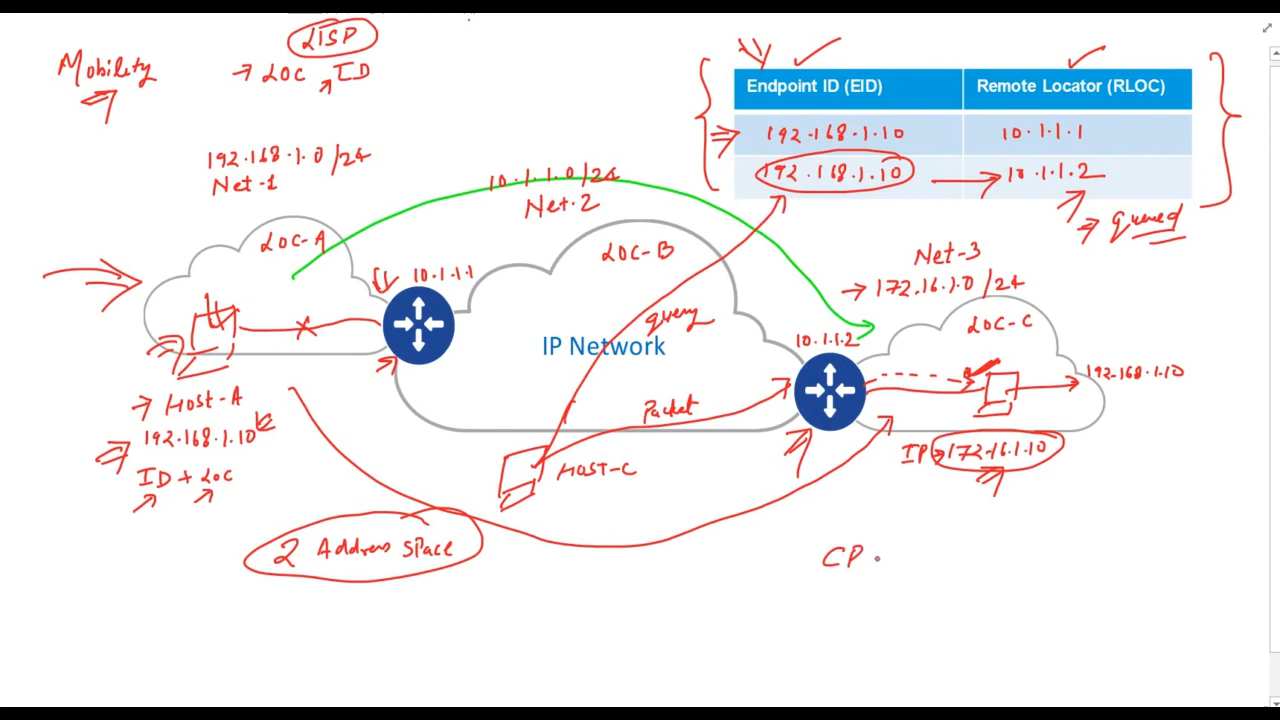 LISP
Mobility
→ LOC ID
Endpoint ID (EID) Remote Locator (RLOC)
192.168.1.10 10.1.1.1
192.168.1.10 → 10.1.1.2
queried
192.168.1.0/24
Net-1
10.1.1.0/24
Net-2
LOC-A
10.1.1.1
LOC-B
Net-3
→ 172.16.1.0/24
LOC-C
query
IP Network
10.1.1.2
192.168.1.10
Packet
→ Host-A
192.168.1.10
ID + LOC
Host-C
IP → 172.16.1.10
2 Address Space
CP